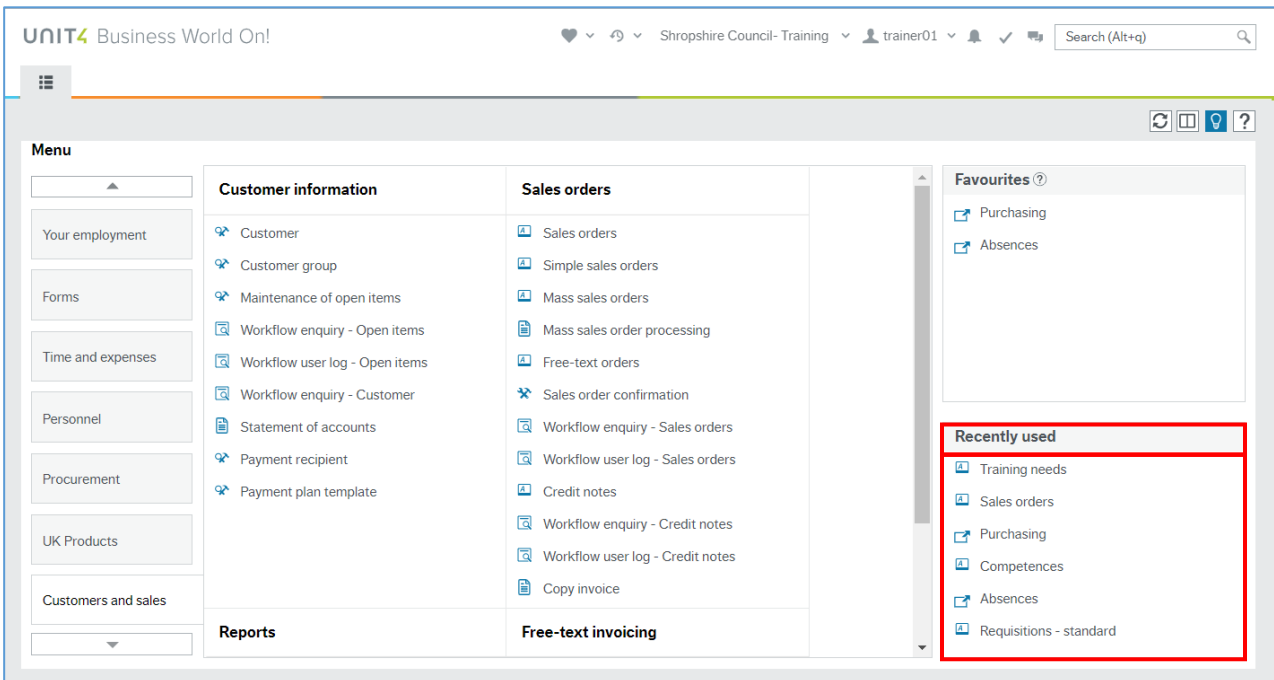 UNIT4 Business World On!
Shropshire Council- Training
trainer01
Search (Alt+q)
?
Menu
Your employment
Forms
Time and expenses
Personnel
Procurement
UK Products
Customers and sales
Customer information
Customer
Customer group
Maintenance of open items
Workflow enquiry - Open items
Workflow user log - Open items
Workflow enquiry - Customer
Statement of accounts
Payment recipient
Payment plan template
Reports
Sales orders
Sales orders
Simple sales orders
Mass sales orders
Mass sales order processing
Free-text orders
Sales order confirmation
Workflow enquiry - Sales orders
Workflow user log - Sales orders
Credit notes
Workflow enquiry - Credit notes
Workflow user log - Credit notes
Copy invoice
Free-text invoicing
Favourites ?
Purchasing
Absences
Recently used
Training needs
Sales orders
Purchasing
Competences
Absences
Requisitions - standard